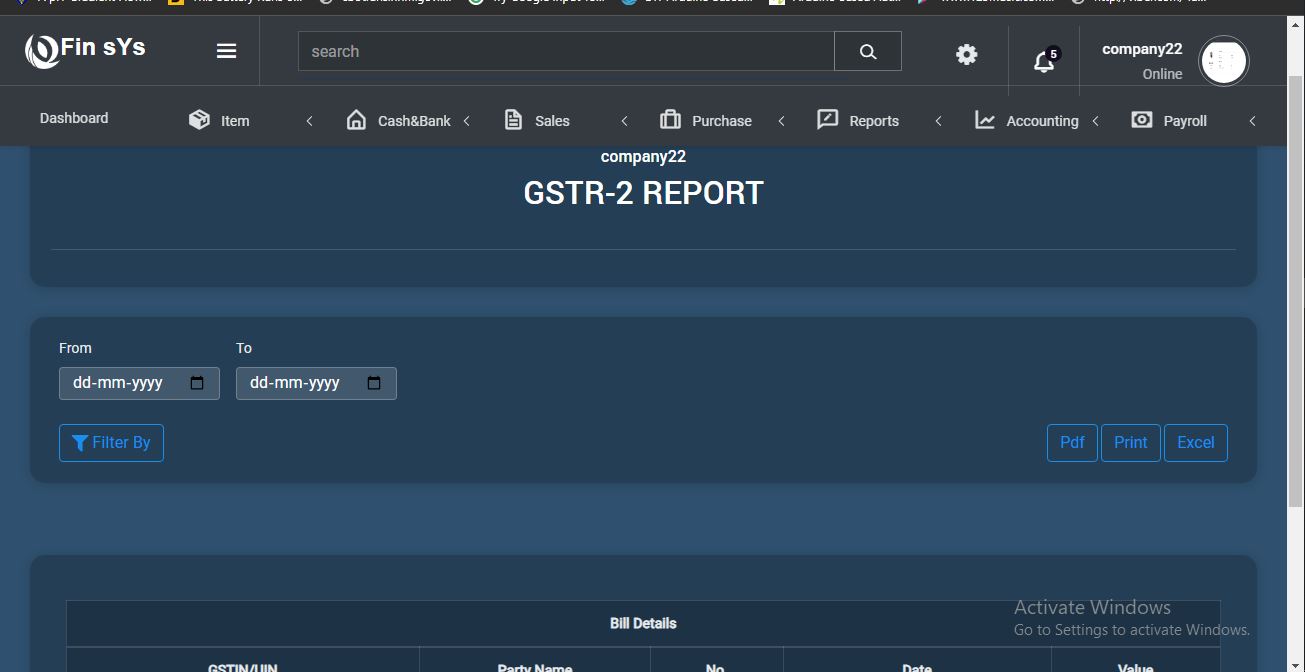 Fin sYs
search
5
company22
Online
Dashboard
Item
Cash&Bank
Sales
Purchase
Reports
Accounting
Payroll
company22
GSTR-2 REPORT
From
To
dd-mm-yyyy
dd-mm-yyyy
Filter By
Pdf
Print
Excel
Activate Windows
Go to Settings to activate Windows.
Bill Details
GSTIN/UIN
Party Name
No
Date
Value